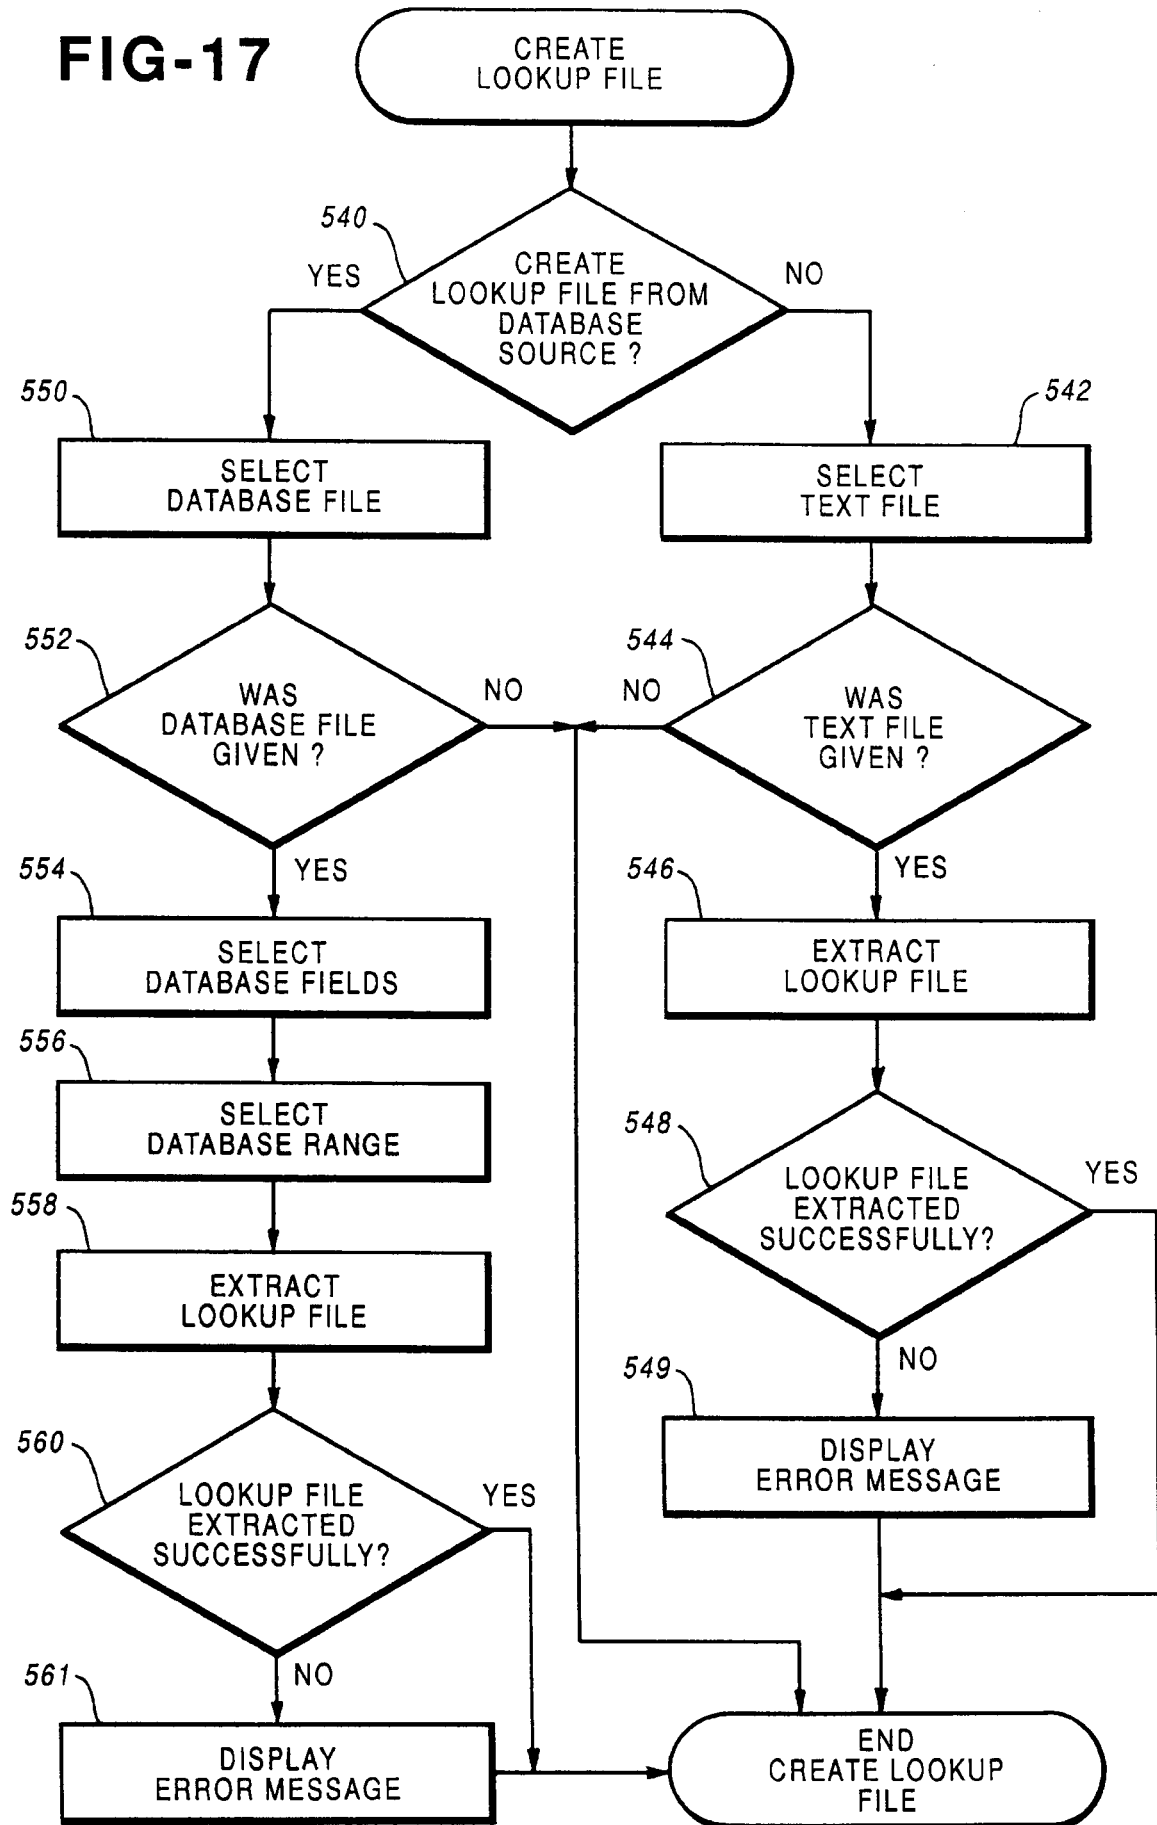 FIG-17
CREATE
LOOKUP FILE
540
YES
CREATE
LOOKUP FILE FROM
DATABASE
SOURCE ?
NO
550
SELECT
DATABASE FILE
542
SELECT
TEXT FILE
552
WAS
DATABASE FILE
GIVEN ?
NO
544
NO
WAS
TEXT FILE
GIVEN ?
YES
YES
554
SELECT
DATABASE FIELDS
546
EXTRACT
LOOKUP FILE
556
SELECT
DATABASE RANGE
548
LOOKUP FILE
EXTRACTED
SUCCESSFULLY?
YES
558
EXTRACT
LOOKUP FILE
NO
549
DISPLAY
ERROR MESSAGE
560
LOOKUP FILE
EXTRACTED
SUCCESSFULLY?
YES
NO
561
DISPLAY
ERROR MESSAGE
END
CREATE LOOKUP
FILE